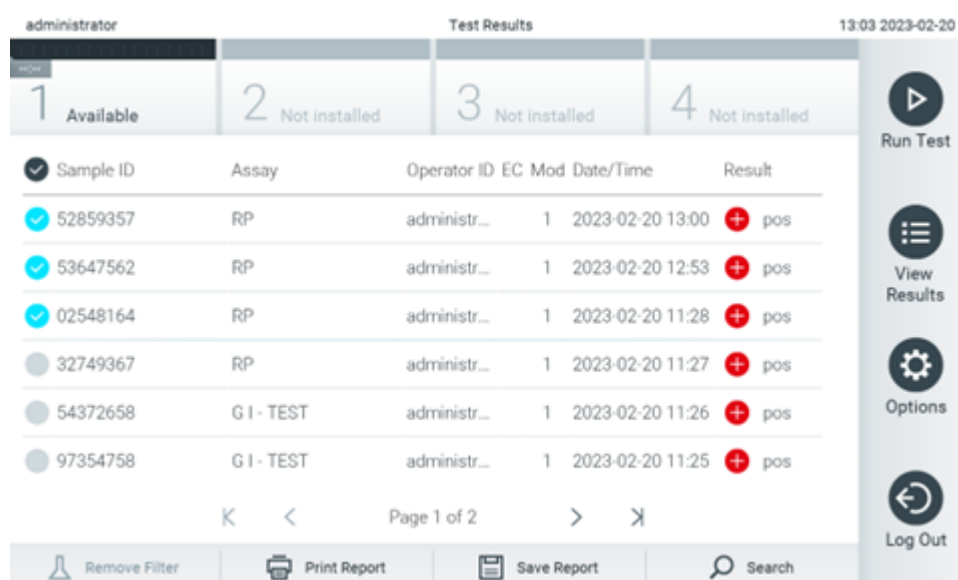 administrator Test Results 13:03 2023-02-20
--:--
1 Available 2 Not installed 3 Not installed 4 Not installed
Run Test
Sample ID Assay Operator ID EC Mod Date/Time Result
52859357 RP administr... 1 2023-02-20 13:00 pos
53647562 RP administr... 1 2023-02-20 12:53 pos
View
Results
02548164 RP administr... 1 2023-02-20 11:28 pos
32749367 RP administr... 1 2023-02-20 11:27 pos
54372658 G I - TEST administr... 1 2023-02-20 11:26 pos
Options
97354758 G I - TEST administr... 1 2023-02-20 11:25 pos
Page 1 of 2
Log Out
Remove Filter Print Report Save Report Search